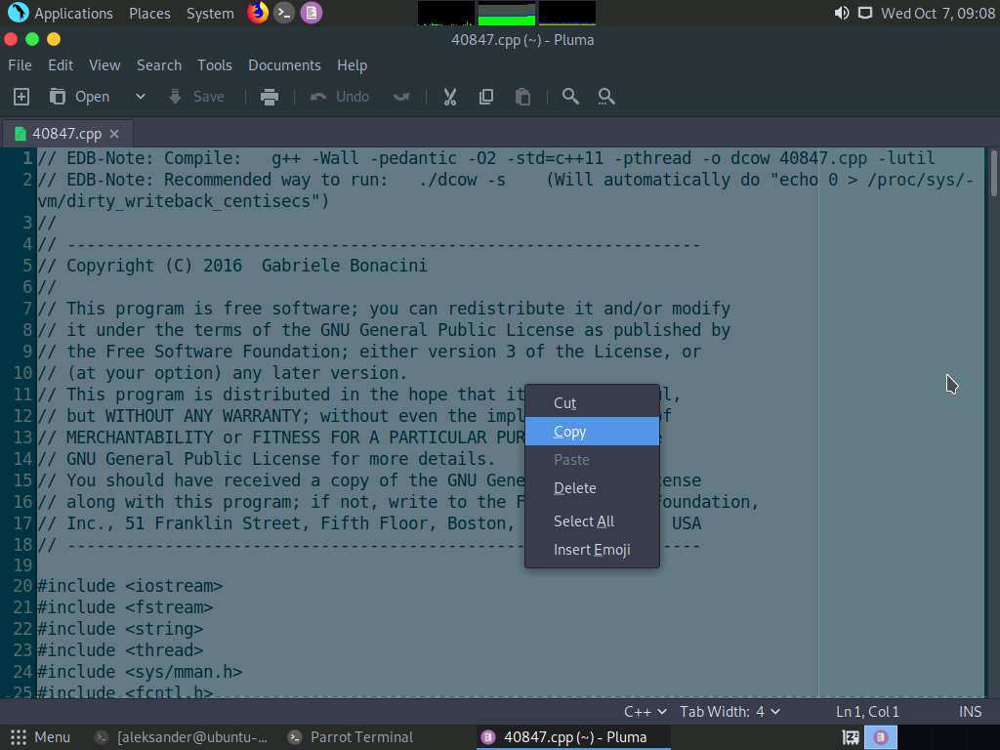 Applications Places System Wed Oct 7, 09:08
40847.cpp (~) - Pluma
File Edit View Search Tools Documents Help
Open Save Undo
40847.cpp
1 // EDB-Note: Compile:   g++ -Wall -pedantic -O2 -std=c++11 -pthread -o dcow 40847.cpp -lutil
2 // EDB-Note: Recommended way to run:   ./dcow -s    (Will automatically do "echo 0 > /proc/sys/-
vm/dirty_writeback_centisecs")
3 //
4 // -----------------------------------------------------------------
5 // Copyright (C) 2016  Gabriele Bonacini
6 //
7 // This program is free software; you can redistribute it and/or modify
8 // it under the terms of the GNU General Public License as published by
9 // the Free Software Foundation; either version 3 of the License, or
10 // (at your option) any later version.
11 // This program is distributed in the hope that it l,
12 // but WITHOUT ANY WARRANTY; without even the impl f
13 // MERCHANTABILITY or FITNESS FOR A PARTICULAR PUR
14 // GNU General Public License for more details.
15 // You should have received a copy of the GNU Gene cense
16 // along with this program; if not, write to the F oundation,
17 // Inc., 51 Franklin Street, Fifth Floor, Boston, USA
18 // -----------------------------------------------------------------
19
20 #include <iostream>
21 #include <fstream>
22 #include <string>
23 #include <thread>
24 #include <sys/mman.h>
25 #include <fcntl.h>
Cut
Copy
Paste
Delete
Select All
Insert Emoji
C++ Tab Width: 4 Ln 1, Col 1 INS
Menu [aleksander@ubuntu-... Parrot Terminal 40847.cpp (~) - Pluma